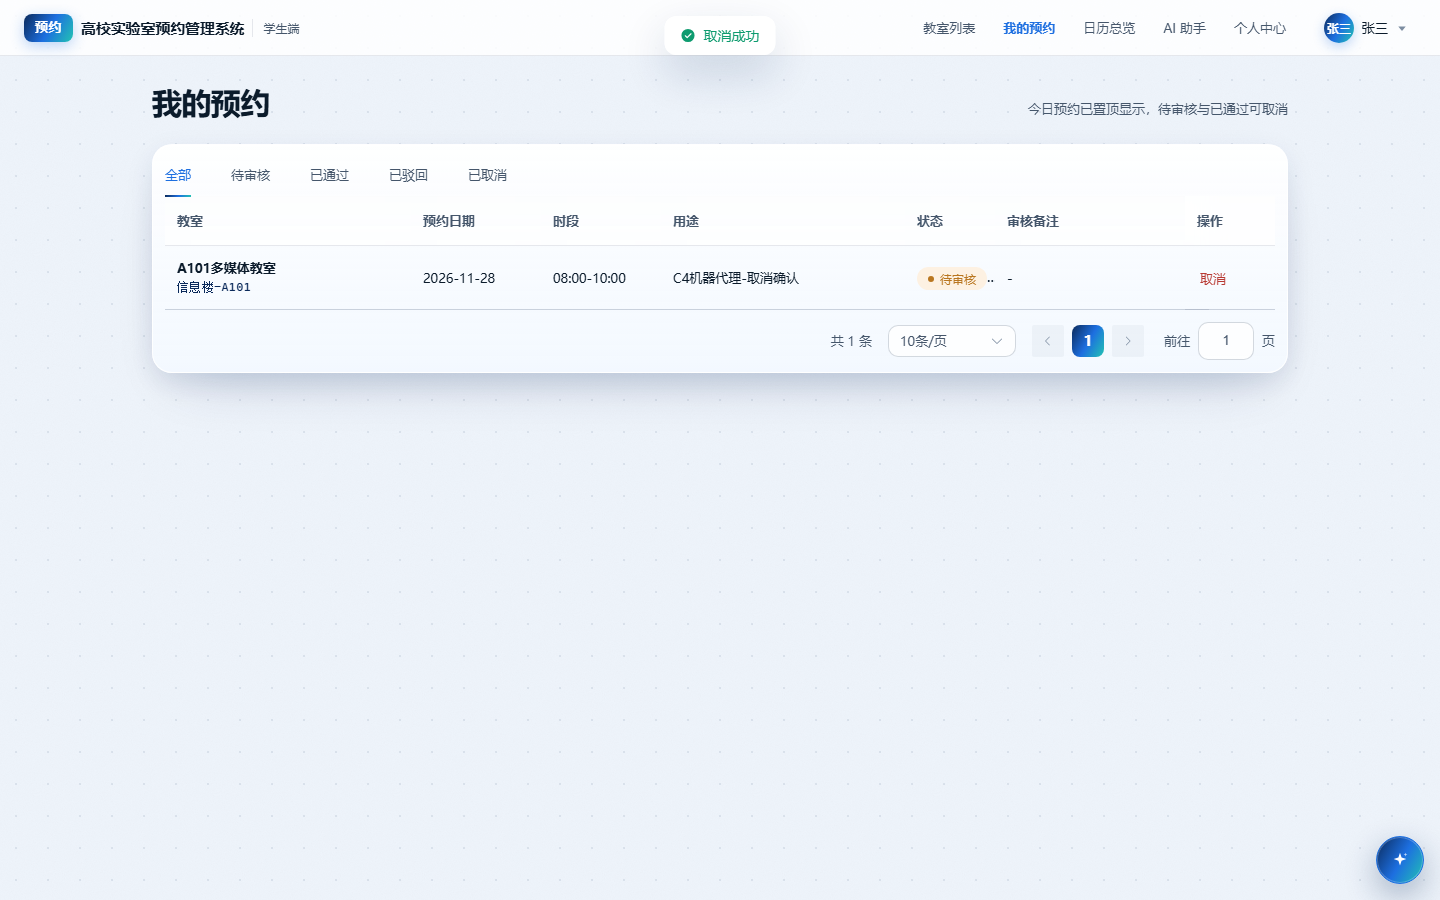 预约 高校实验室预约管理系统 学生端
取消成功
教室列表 我的预约 日历总览 AI 助手 个人中心 张三 张三
我的预约
今日预约已置顶显示，待审核与已通过可取消
全部 待审核 已通过 已驳回 已取消
教室 预约日期 时段 用途 状态 审核备注 操作
A101多媒体教室
信息楼-A101
2026-11-28 08:00-10:00 C4机器代理-取消确认 待审核 .. - 取消
共 1 条 10条/页 1 前往 1 页